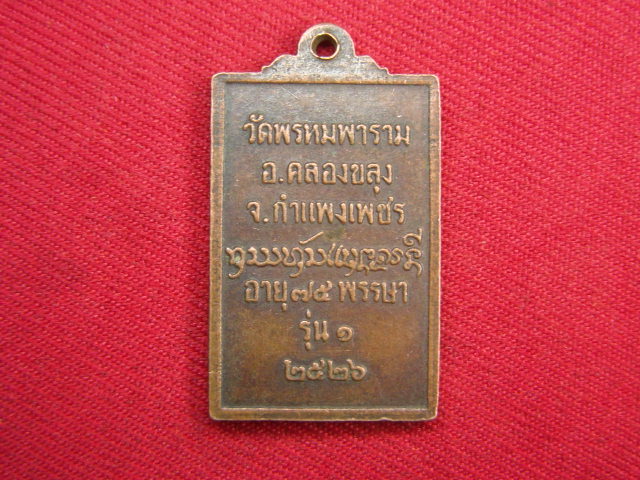 วัดพรหมพาราม
อ.คลองขลุง
จ.กำแพงเพชร
อายุ๗๕ พรรษา
รุ่น ๑
๒๕๒๖